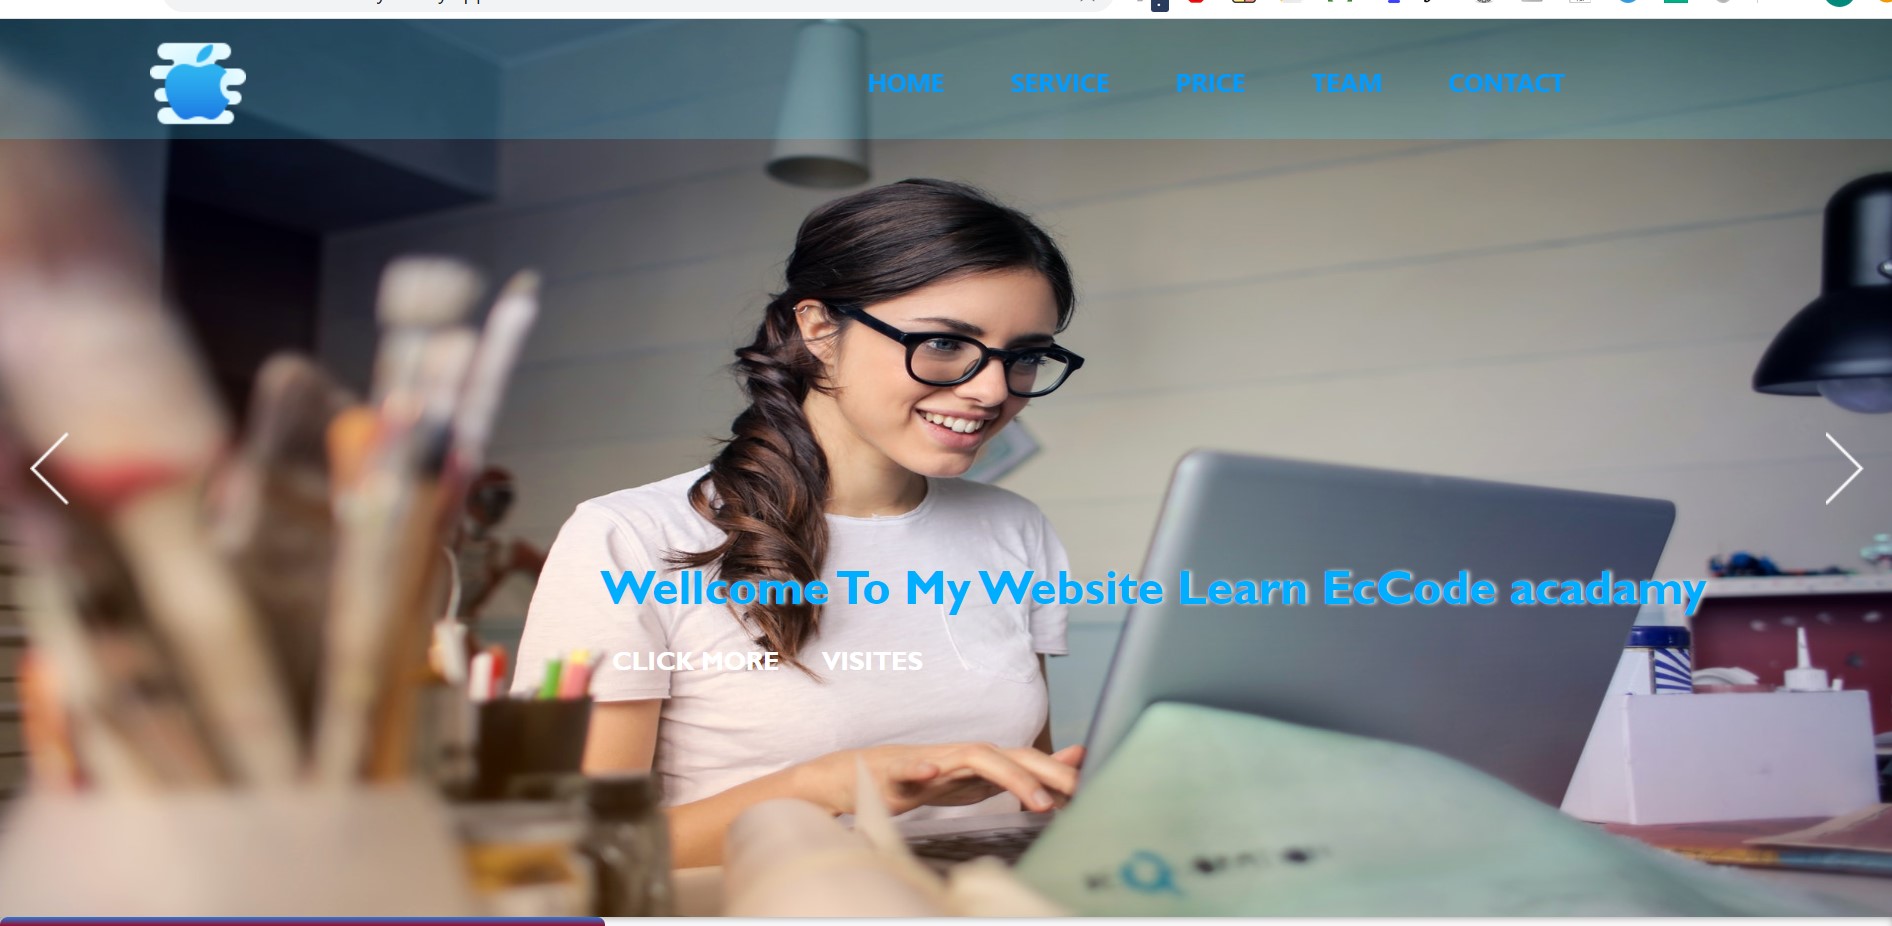 HOME SERVICE PRICE TEAM CONTACT
Wellcome To My Website Learn EcCode acadamy
CLICK MORE VISITES